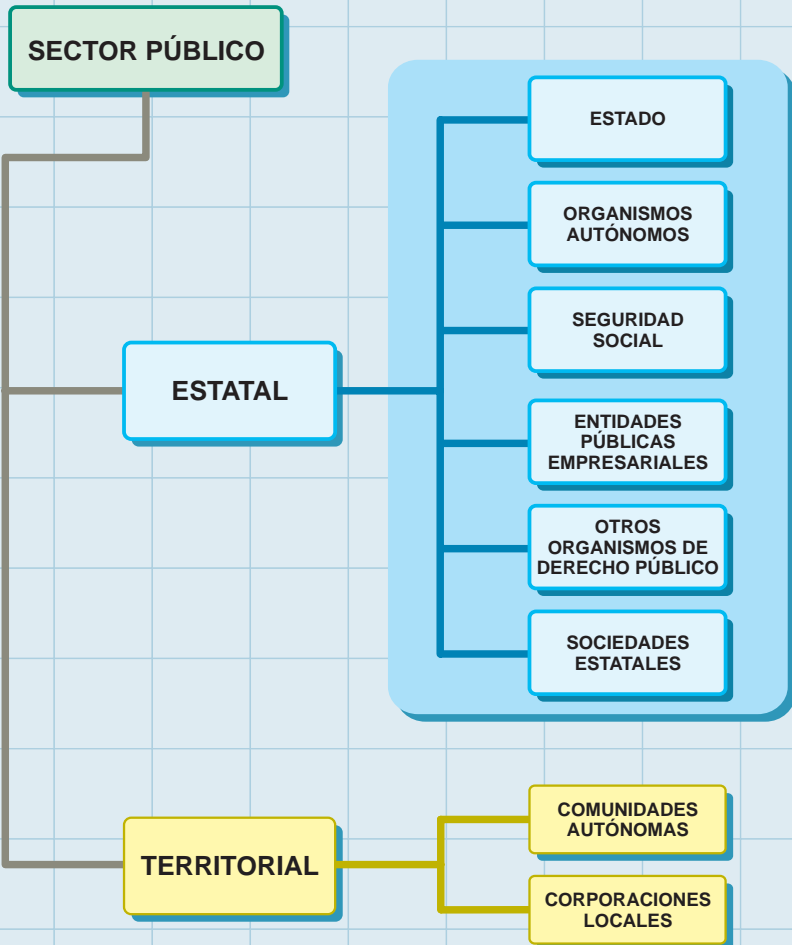 SECTOR PÚBLICO
ESTATAL
ESTADO
ORGANISMOS
AUTÓNOMOS
SEGURIDAD
SOCIAL
ENTIDADES
PÚBLICAS
EMPRESARIALES
OTROS
ORGANISMOS DE
DERECHO PÚBLICO
SOCIEDADES
ESTATALES
TERRITORIAL
COMUNIDADES
AUTÓNOMAS
CORPORACIONES
LOCALES